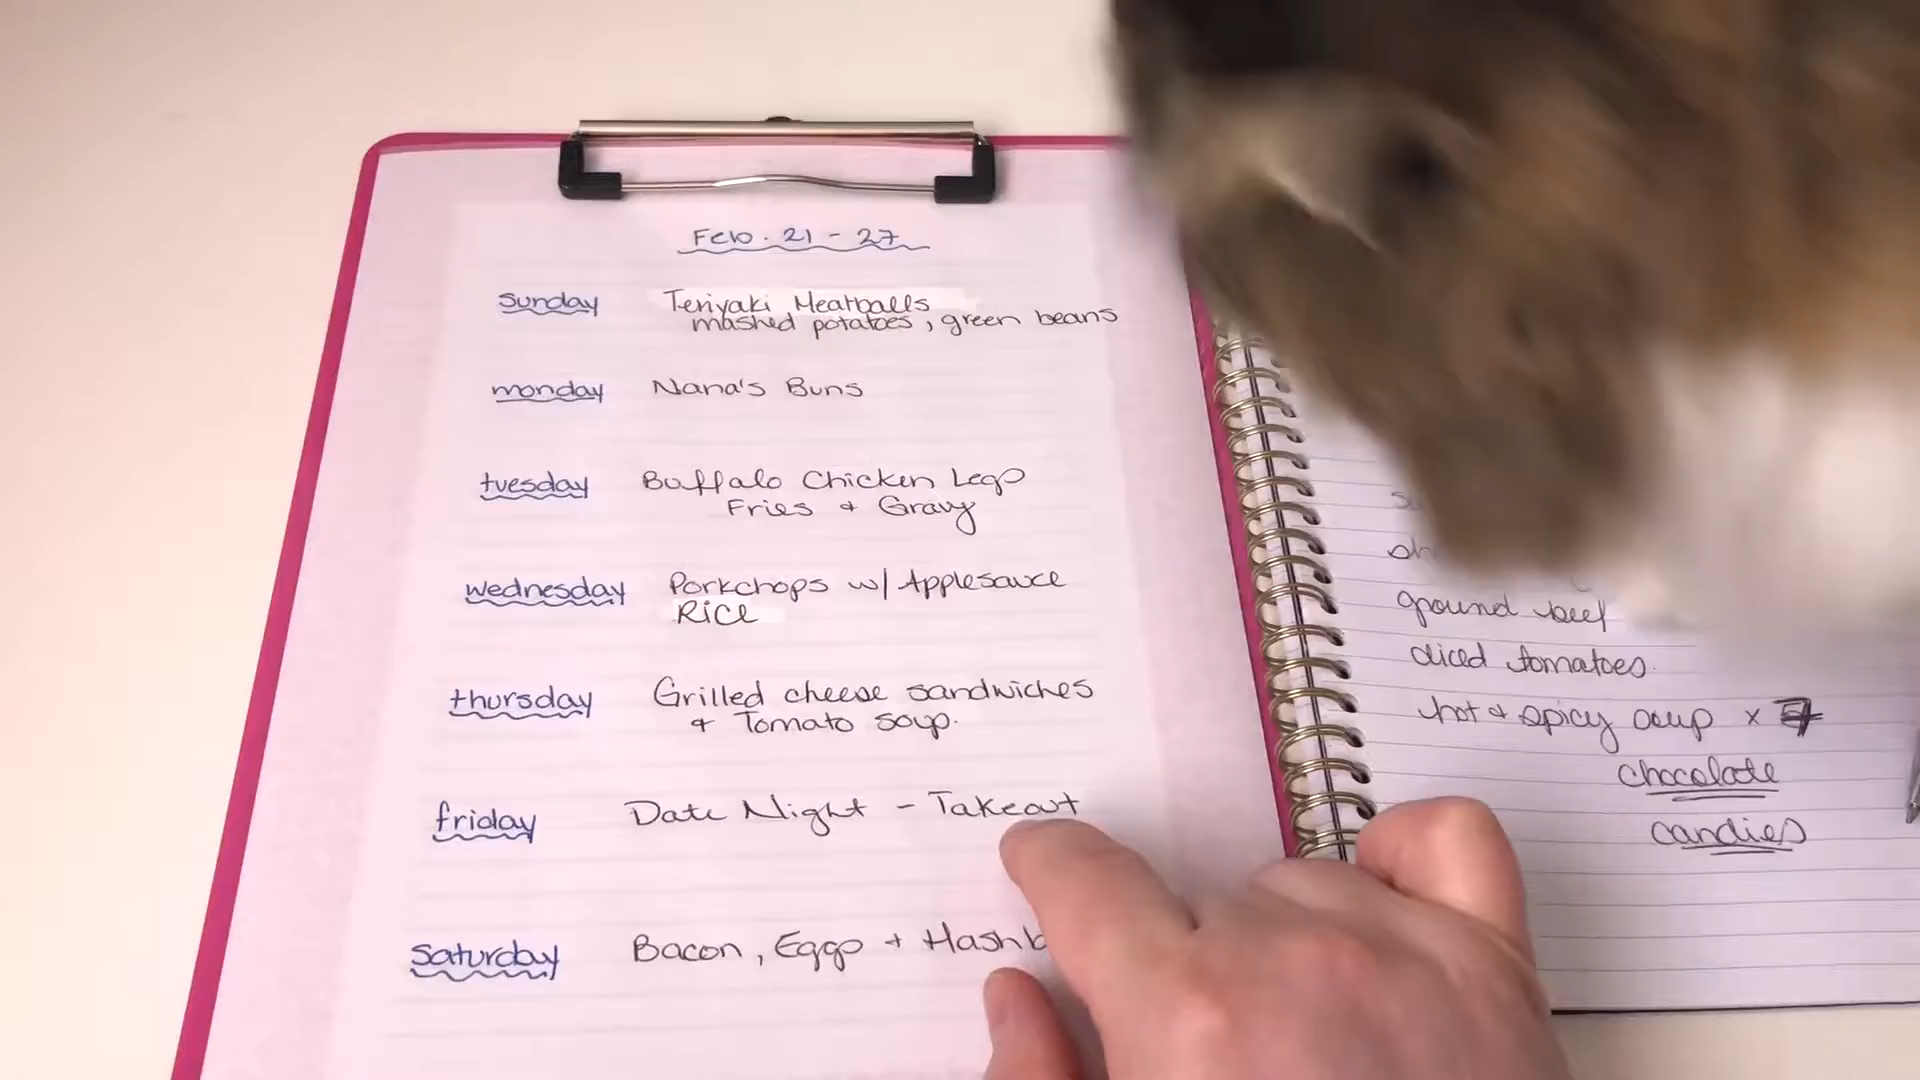 Feb. 21 - 27
sunday Teriyaki Meatballs
mashed potatoes, green beans
monday Nana's Buns
tuesday Buffalo Chicken Legs
Fries + Gravy
wednesday Porkchops w/ Applesauce
Rice
thursday Grilled cheese sandwiches
+ Tomato soup.
friday Date Night - Takeout
saturday Bacon, Eggs +
ground beef
diced tomatoes.
hot + spicy soup x
chocolate
candies